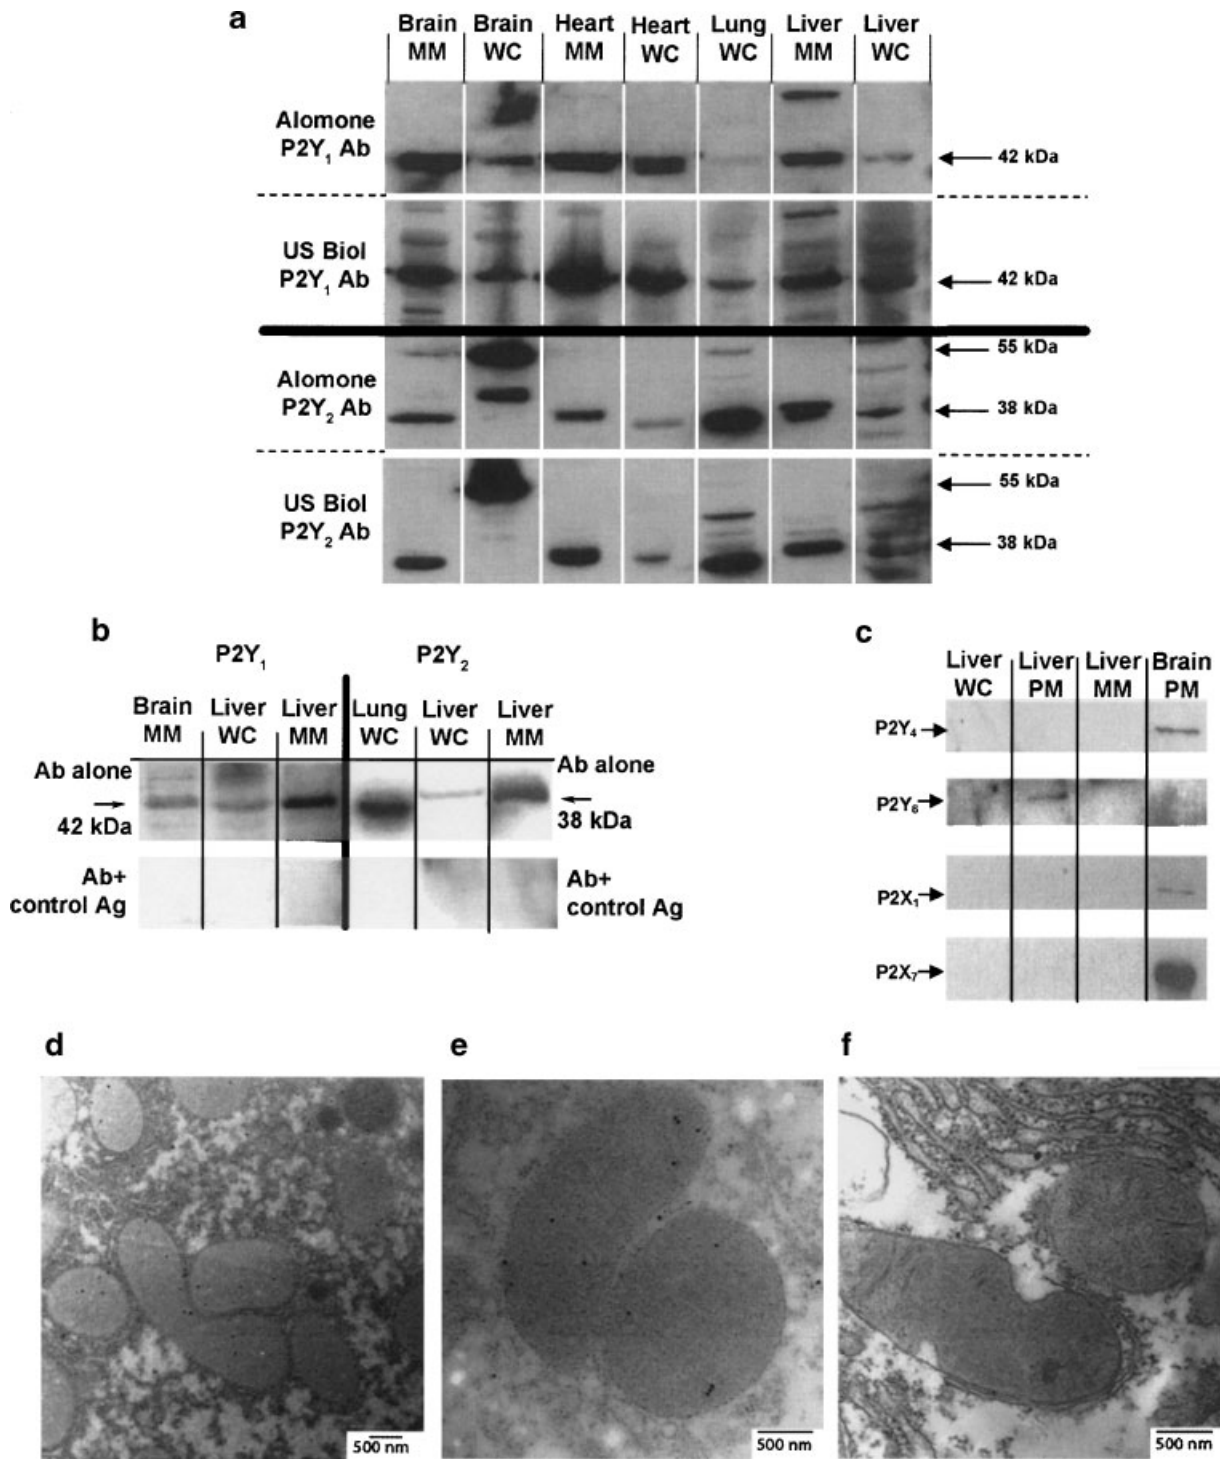 a
Brain MM
Brain WC
Heart MM
Heart WC
Lung WC
Liver MM
Liver WC
Alomone
P2Y1 Ab
42 kDa
US Biol
P2Y1 Ab
42 kDa
55 kDa
Alomone
P2Y2 Ab
38 kDa
55 kDa
US Biol
P2Y2 Ab
38 kDa
b
P2Y1
P2Y2
Brain MM
Liver WC
Liver MM
Lung WC
Liver WC
Liver MM
Ab alone
42 kDa
Ab alone
38 kDa
Ab+
control Ag
Ab+
control Ag
c
Liver WC
Liver PM
Liver MM
Brain PM
P2Y4
P2Y6
P2X1
P2X7
d
500 nm
e
500 nm
f
500 nm